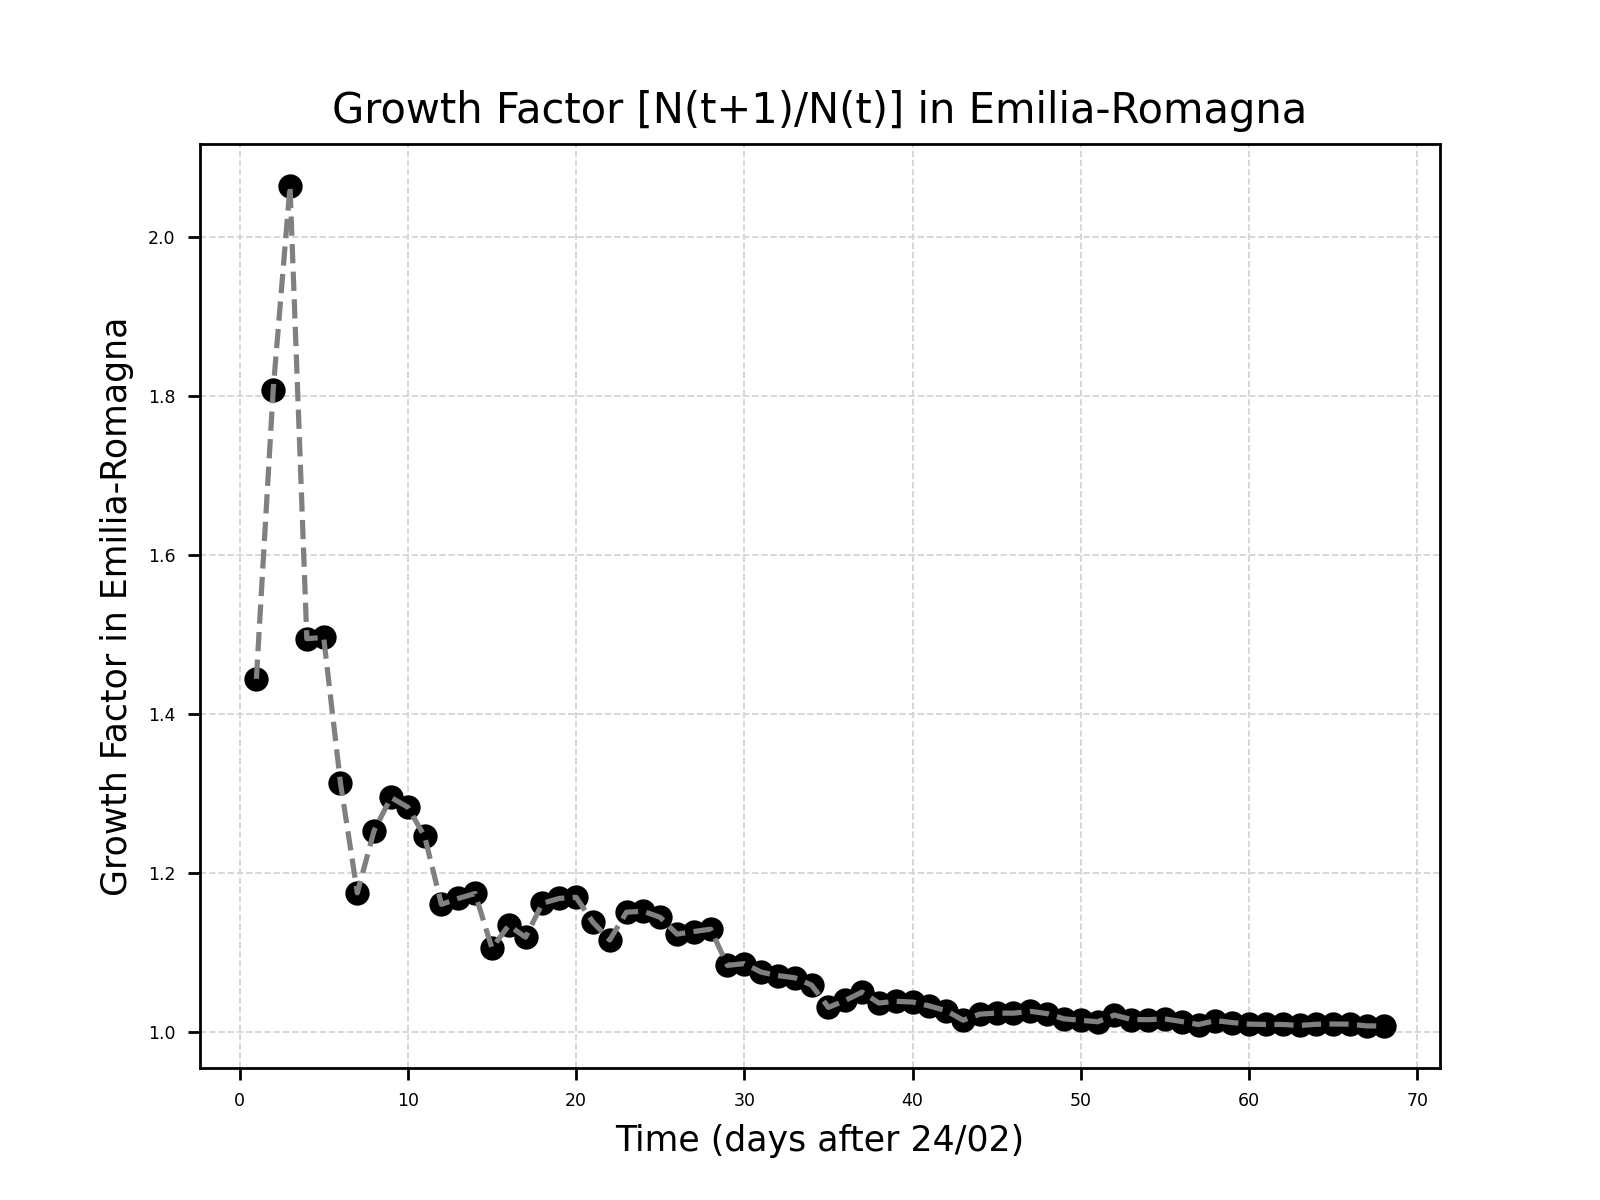 Growth Factor [N(t+1)/N(t)] in Emilia-Romagna
Growth Factor in Emilia-Romagna
2.0
1.8
1.6
1.4
1.2
1.0
0 10 20 30 40 50 60 70
Time (days after 24/02)